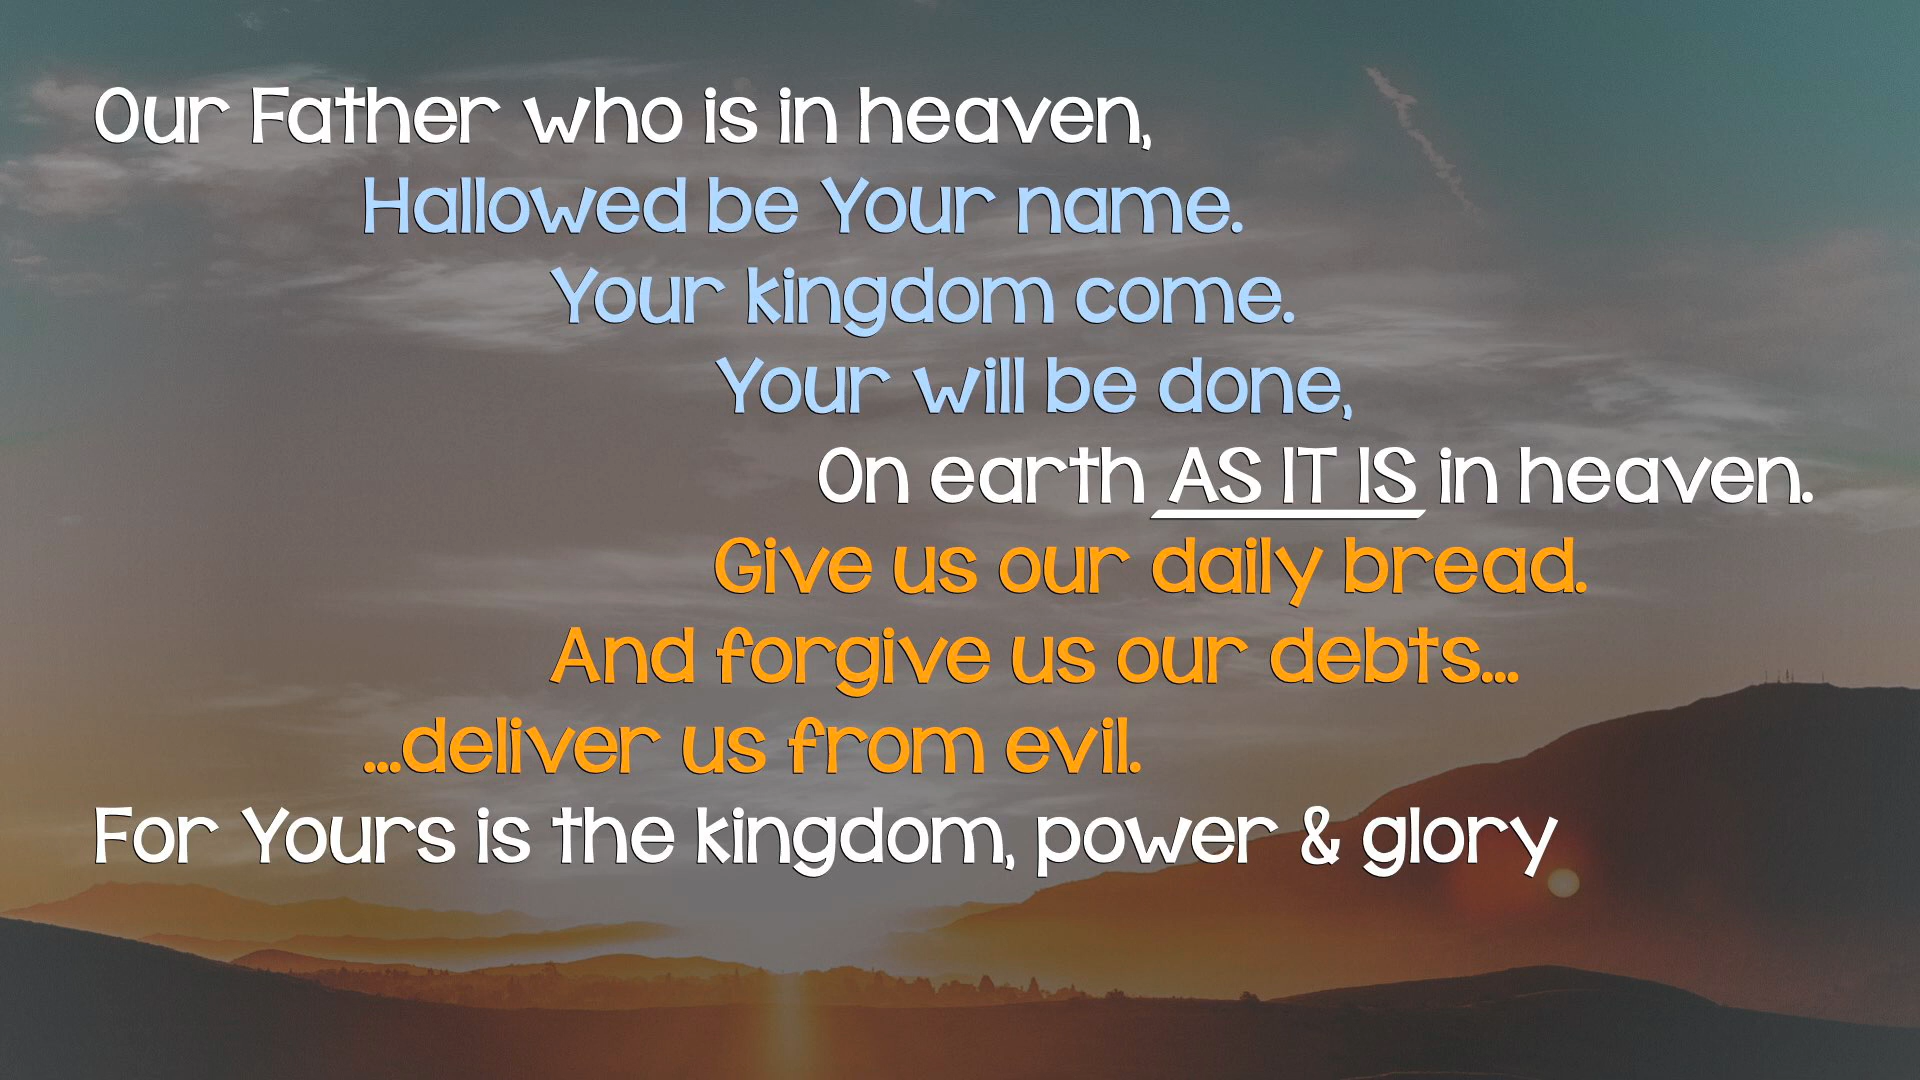 Our Father who is in heaven,
Hallowed be Your name.
Your kingdom come.
Your will be done,
On earth AS IT IS in heaven.
Give us our daily bread.
And forgive us our debts...
...deliver us from evil.
For Yours is the kingdom, power & glory